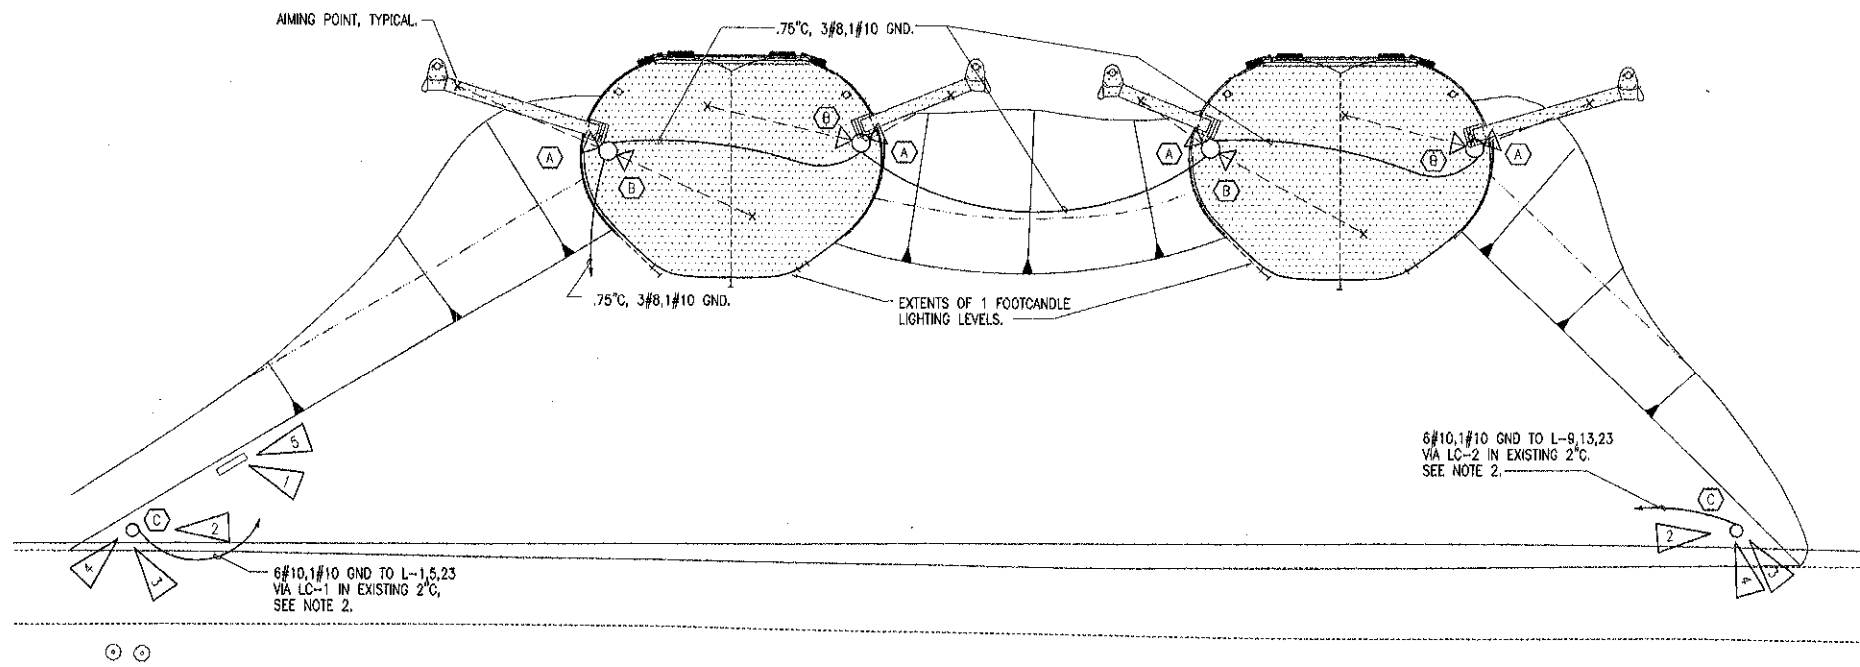 AIMING POINT, TYPICAL.
.75"C, 3#8,1#10 GND.
B
A
A
B
A
B
B
A
.75"C, 3#8,1#10 GND.
EXTENTS OF 1 FOOTCANDLE
LIGHTING LEVELS.
5
1
C
2
4
3
6#10,1#10 GND TO L-1,5,23
VIA LC-1 IN EXISTING 2"C,
SEE NOTE 2.
6#10,1#10 GND TO L-9,13,23
VIA LC-2 IN EXISTING 2"C.
SEE NOTE 2.
C
2
4
3